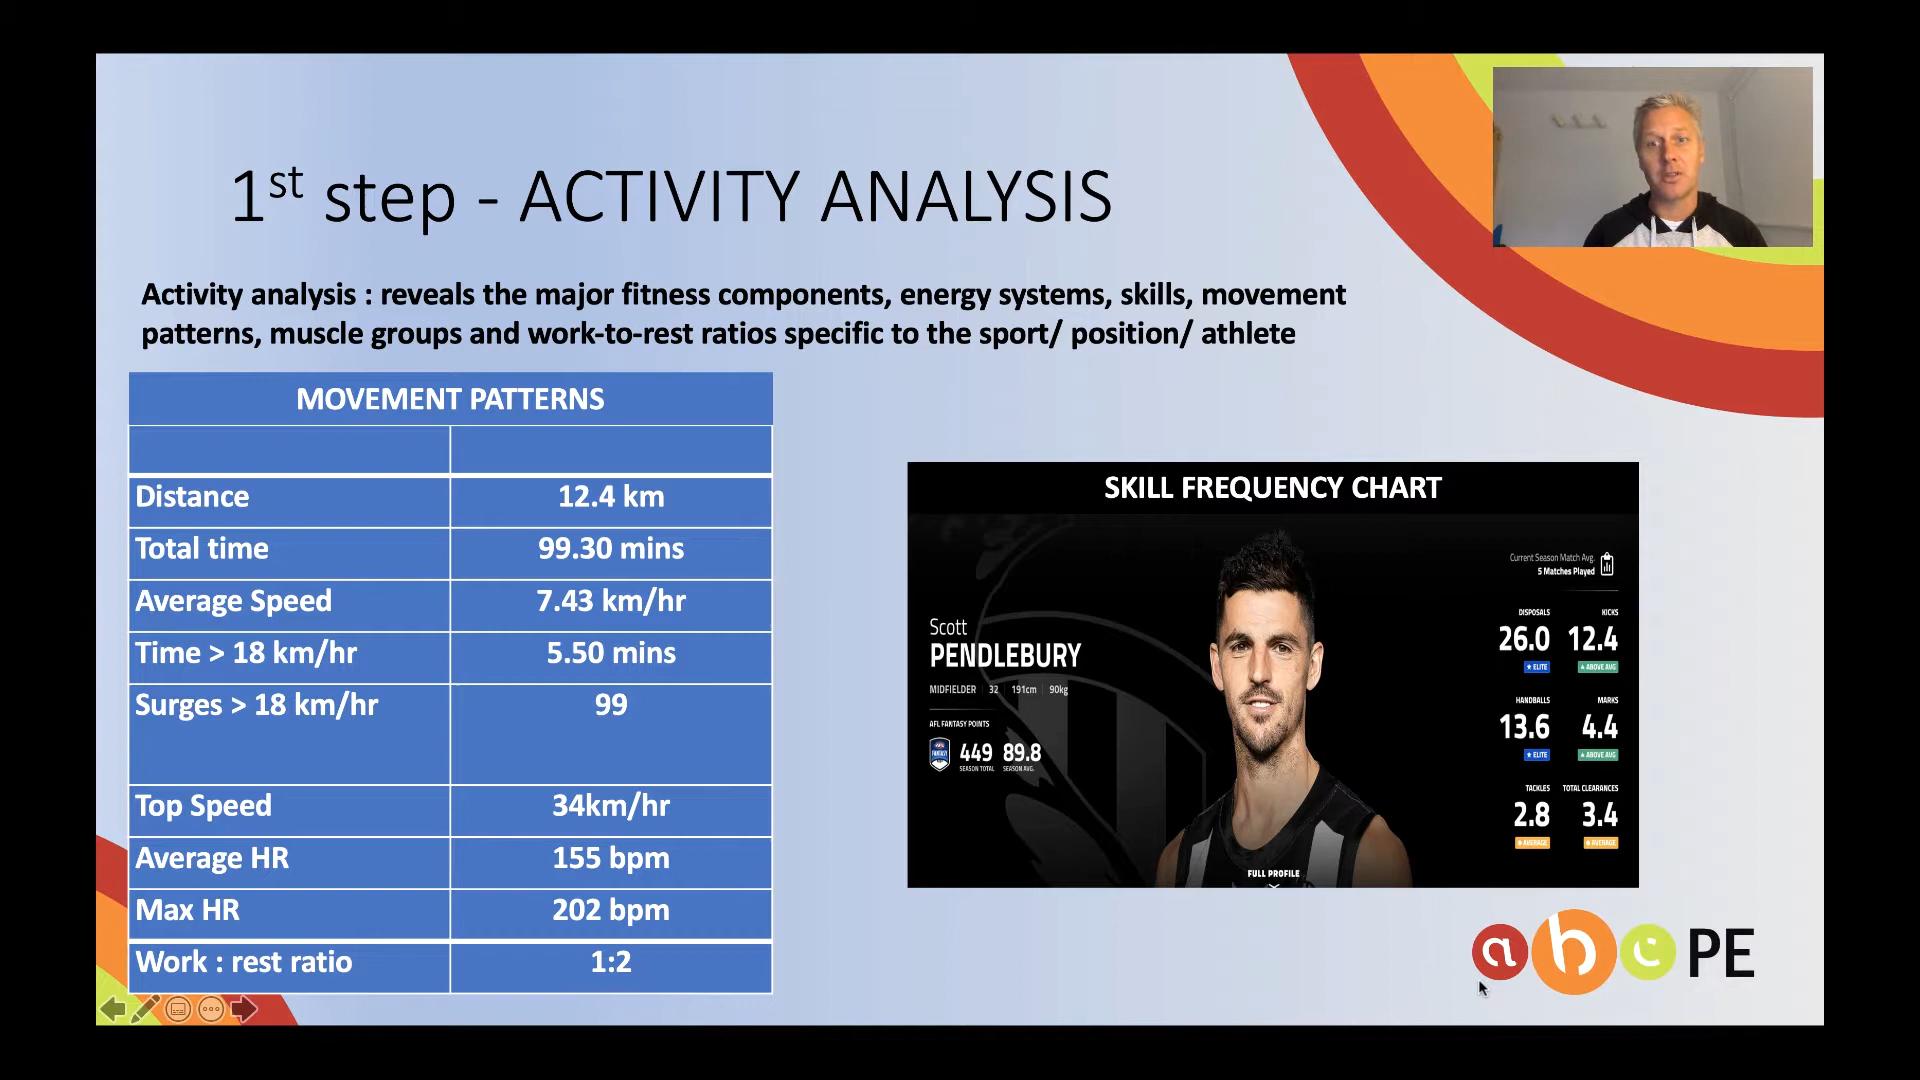 1st step - ACTIVITY ANALYSIS
Activity analysis : reveals the major fitness components, energy systems, skills, movement
patterns, muscle groups and work-to-rest ratios specific to the sport/ position/ athlete
MOVEMENT PATTERNS
Distance 12.4 km
Total time 99.30 mins
Average Speed 7.43 km/hr
Time > 18 km/hr 5.50 mins
Surges > 18 km/hr 99
Top Speed 34km/hr
Average HR 155 bpm
Max HR 202 bpm
Work : rest ratio 1:2
SKILL FREQUENCY CHART
Scott
PENDLEBURY
MIDFIELDER 32 191cm 90kg
AFL FANTASY POINTS
449 89.8
SEASON TOTAL SEASON AVG.
Current Season Match Avg.
5 Matches Played
DISPOSALS KICKS
26.0 12.4
ELITE ABOVE AVG
HANDBALLS MARKS
13.6 4.4
ELITE ABOVE AVG
TACKLES TOTAL CLEARANCES
2.8 3.4
AVERAGE AVERAGE
FULL PROFILE
abc PE